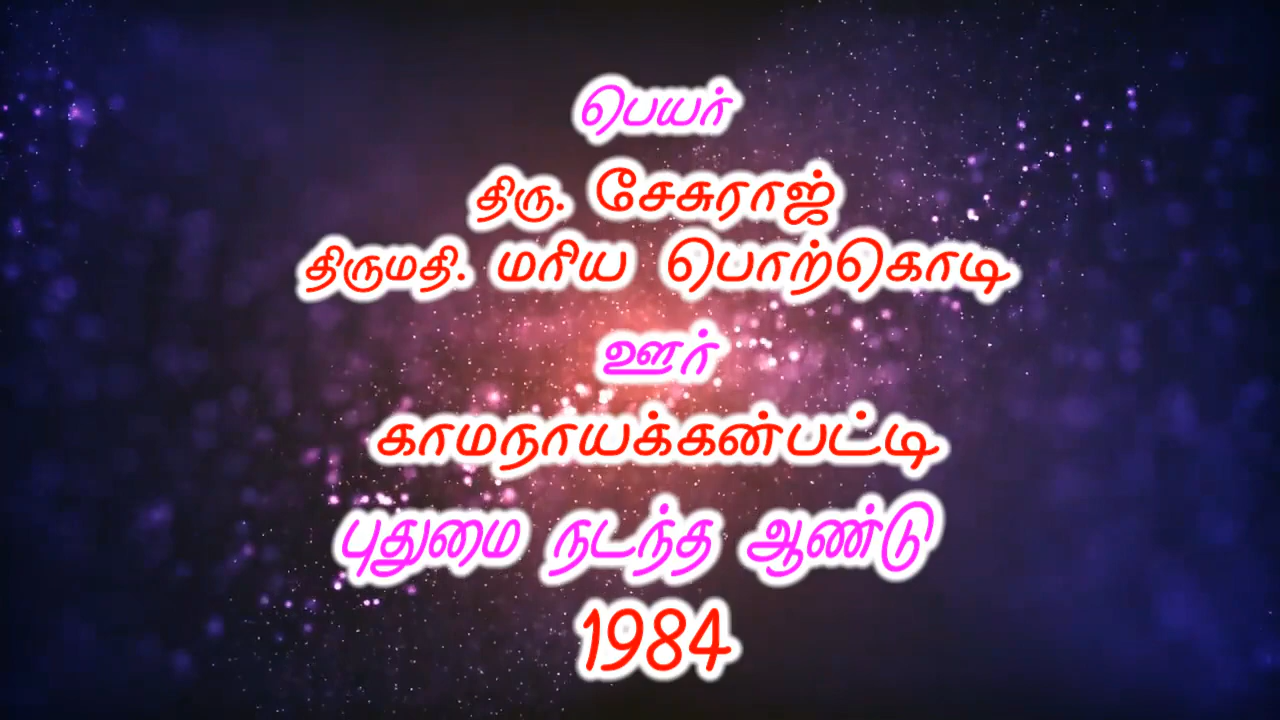 பெயர்
திரு. சேசுராஜ்
திருமதி. மரிய பொற்கொடி
ஊர்
காமநாயக்கன்பட்டி
புதுமை நடந்த ஆண்டு
1984